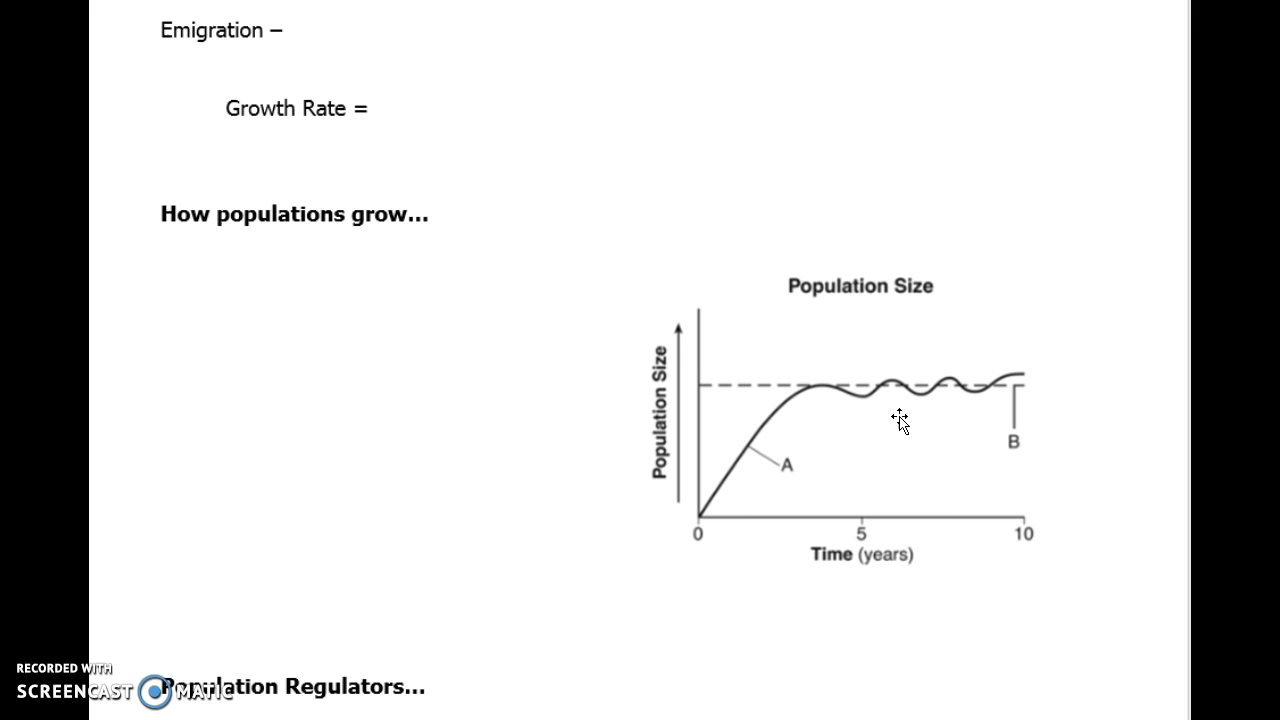 Emigration –
Growth Rate =
How populations grow...
Population Size
Population Size
A
B
0 5 10
Time (years)
RECORDED WITH
SCREENCAST MATIC
Population Regulators...